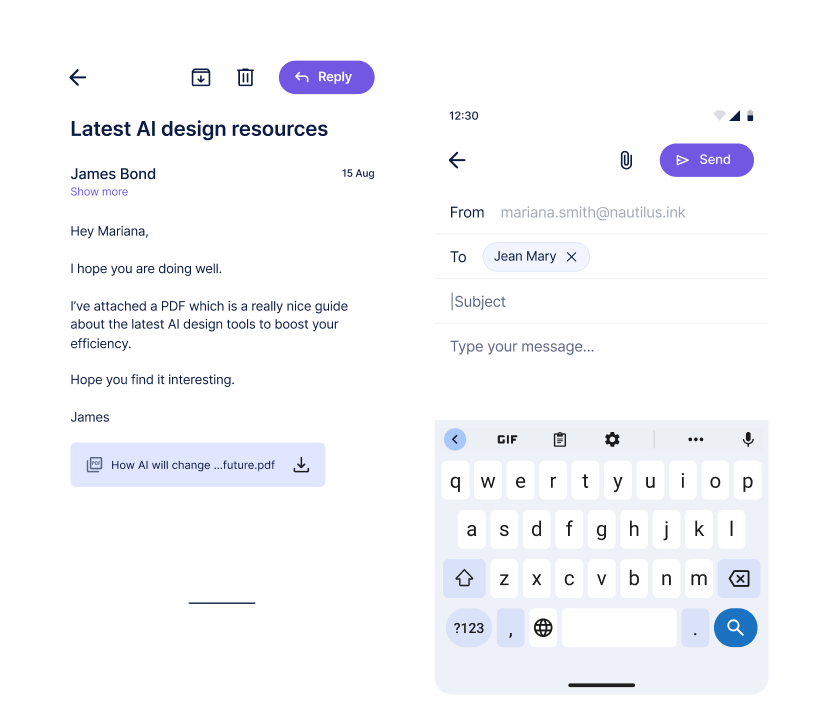 Reply
Latest AI design resources
James Bond
15 Aug
Show more
Hey Mariana,
I hope you are doing well.
I've attached a PDF which is a really nice guide
about the latest AI design tools to boost your
efficiency.
Hope you find it interesting.
James
PDF
How AI will change ...future.pdf
12:30
Send
From mariana.smith@nautilus.ink
To Jean Mary
Subject
Type your message...
GIF
q w e r t y u i o p
a s d f g h j k l
z x c v b n m
?123 , .